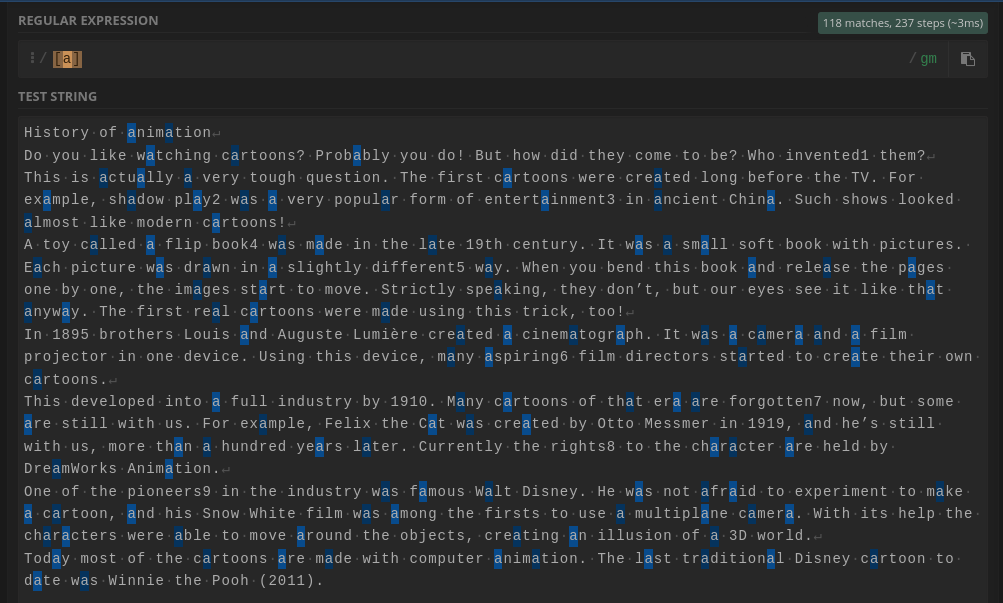 REGULAR EXPRESSION
118 matches, 237 steps (~3ms)
/ [a] / gm
TEST STRING
History of animation
Do you like watching cartoons? Probably you do! But how did they come to be? Who invented1 them?
This is actually a very tough question. The first cartoons were created long before the TV. For
example, shadow play2 was a very popular form of entertainment3 in ancient China. Such shows looked
almost like modern cartoons!
A toy called a flip book4 was made in the late 19th century. It was a small soft book with pictures.
Each picture was drawn in a slightly different5 way. When you bend this book and release the pages
one by one, the images start to move. Strictly speaking, they don’t, but our eyes see it like that
anyway. The first real cartoons were made using this trick, too!
In 1895 brothers Louis and Auguste Lumière created a cinematograph. It was a camera and a film
projector in one device. Using this device, many aspiring6 film directors started to create their own
cartoons.
This developed into a full industry by 1910. Many cartoons of that era are forgotten7 now, but some
are still with us. For example, Felix the Cat was created by Otto Messmer in 1919, and he’s still
with us, more than a hundred years later. Currently the rights8 to the character are held by
DreamWorks Animation.
One of the pioneers9 in the industry was famous Walt Disney. He was not afraid to experiment to make
a cartoon, and his Snow White film was among the firsts to use a multiplane camera. With its help the
characters were able to move around the objects, creating an illusion of a 3D world.
Today most of the cartoons are made with computer animation. The last traditional Disney cartoon to
date was Winnie the Pooh (2011).